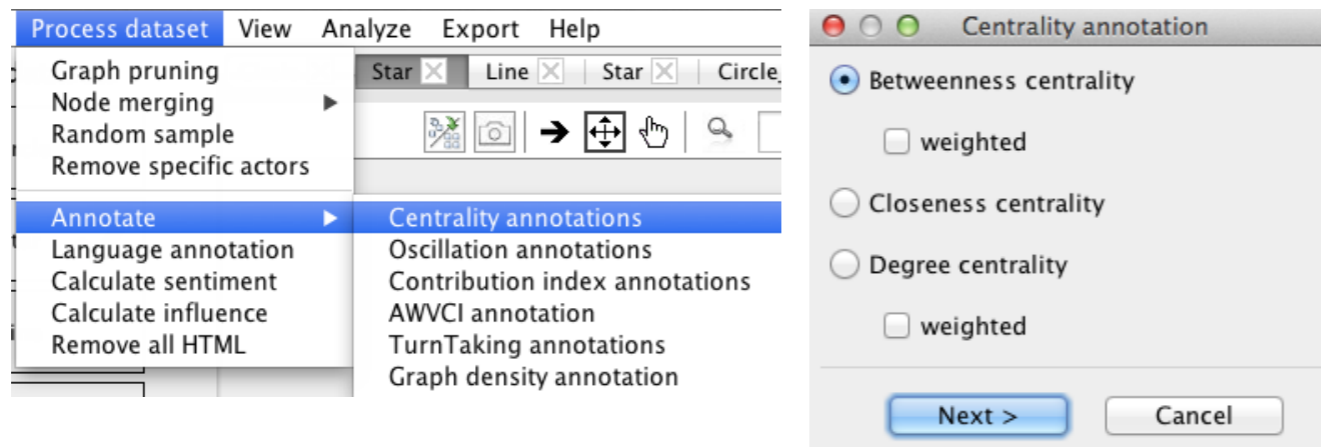 Process dataset View Analyze Export Help
Graph pruning
Node merging
Random sample
Remove specific actors
Annotate
Language annotation
Calculate sentiment
Calculate influence
Remove all HTML
Star Line Star Circle_
Centrality annotations
Oscillation annotations
Contribution index annotations
AWVCI annotation
TurnTaking annotations
Graph density annotation
Centrality annotation
Betweenness centrality
weighted
Closeness centrality
Degree centrality
weighted
Next > Cancel